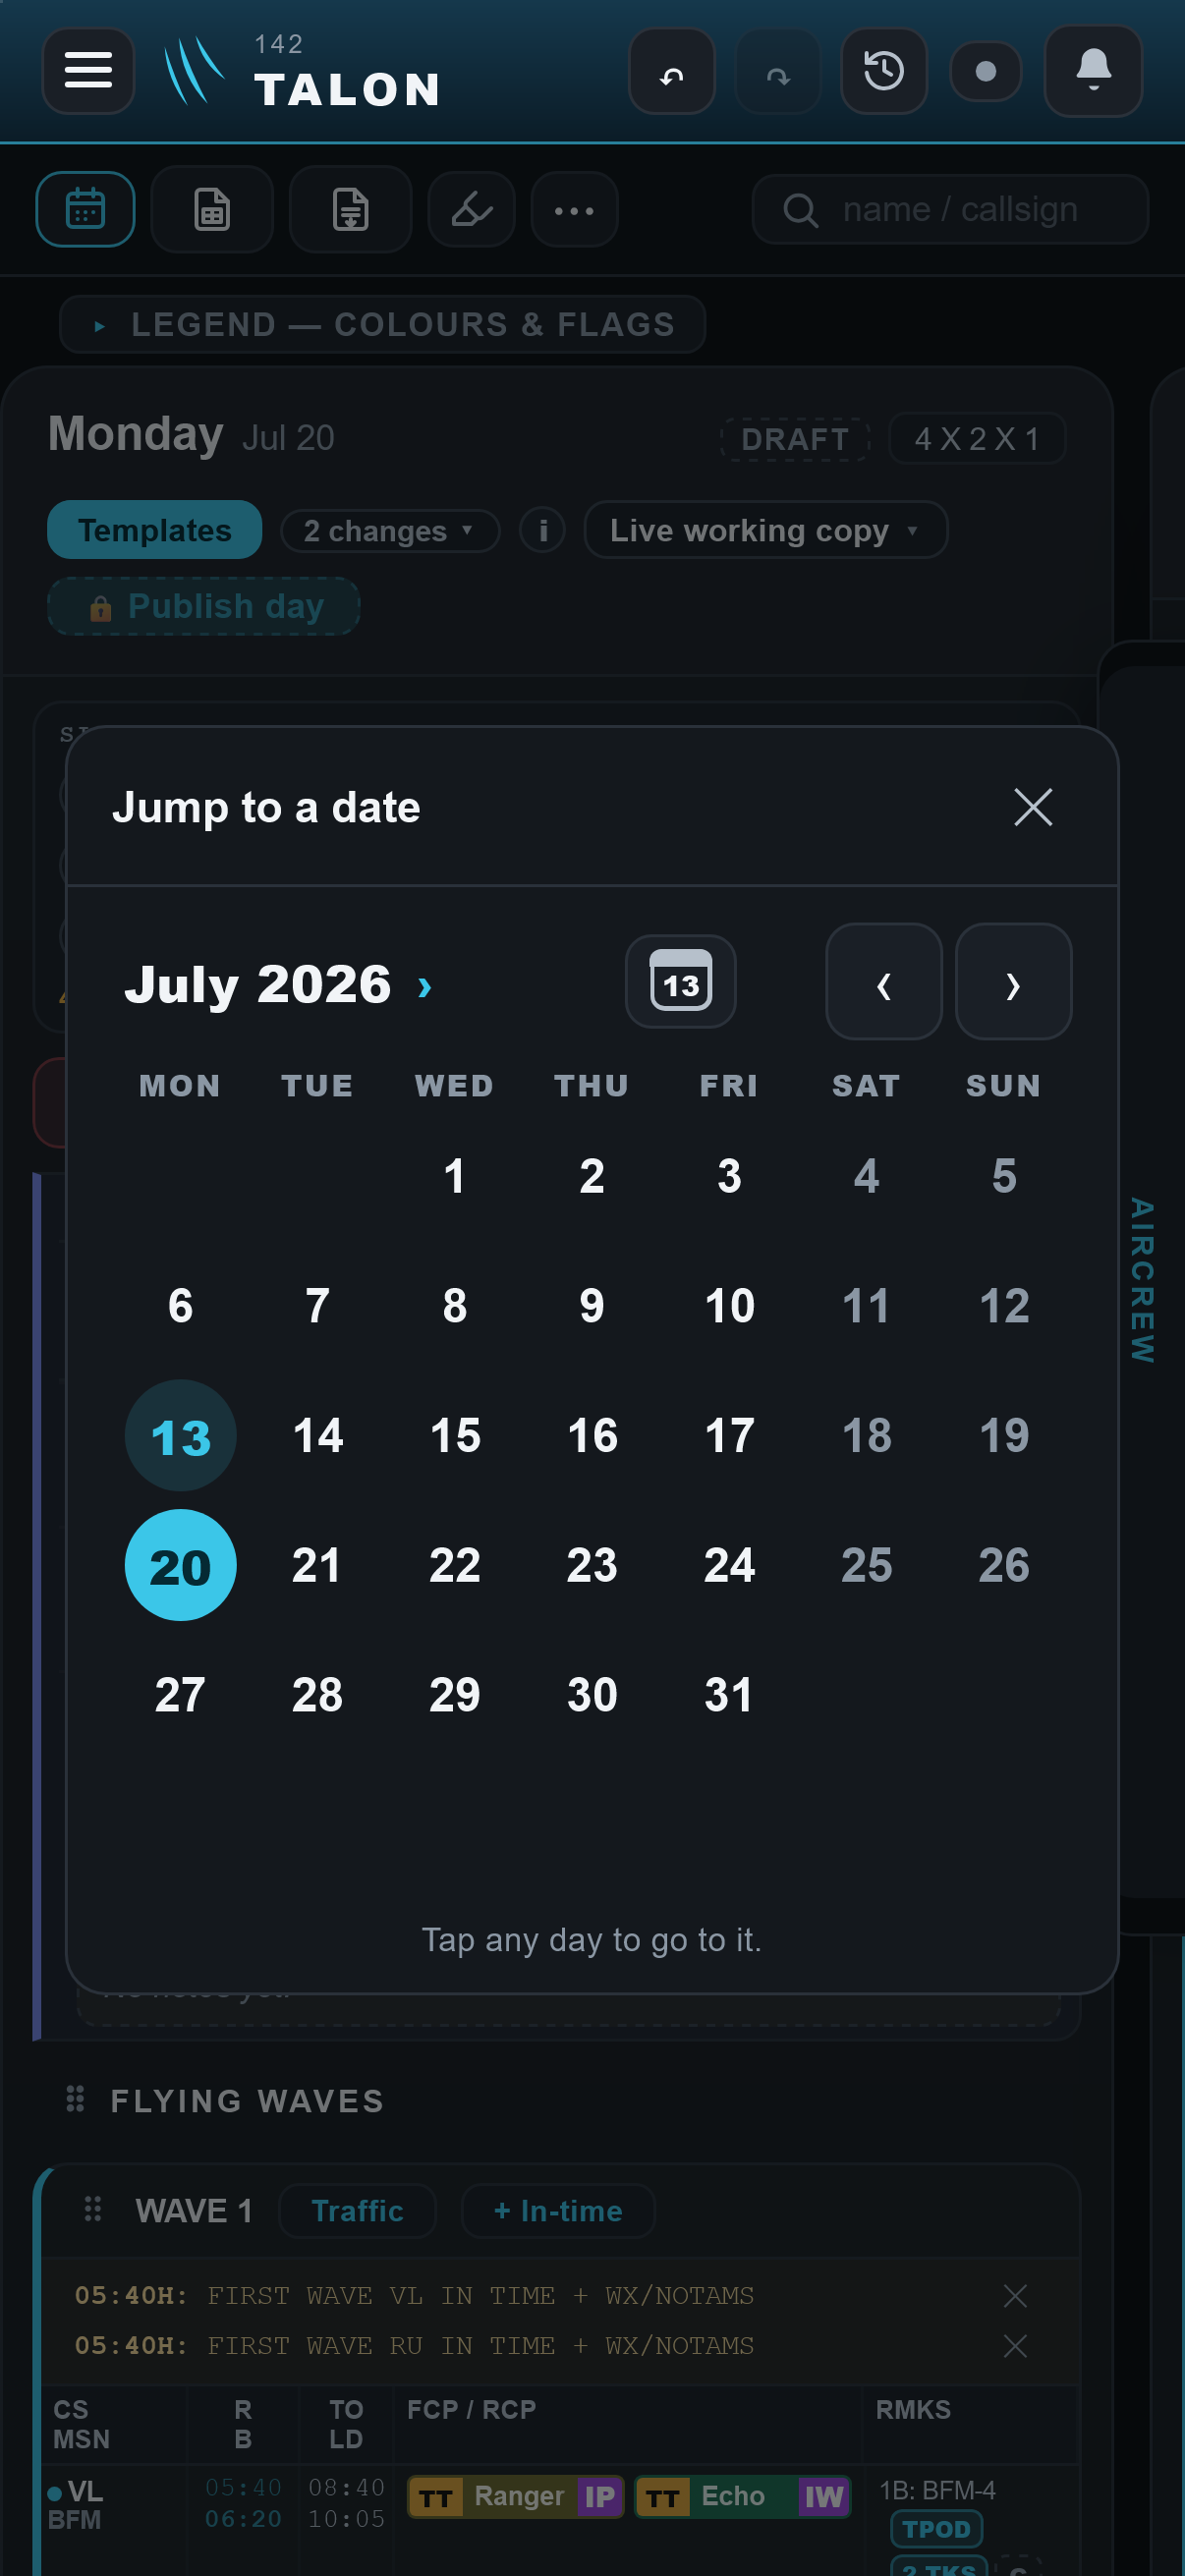 142
TALON
name / callsign
▸ LEGEND — COLOURS & FLAGS
Monday Jul 20 DRAFT 4 X 2 X 1
Templates 2 changes ▾ i Live working copy ▾
Publish day
Jump to a date
July 2026 › 13 ‹ ›
MON TUE WED THU FRI SAT SUN
1 2 3 4 5
6 7 8 9 10 11 12
13 14 15 16 17 18 19
20 21 22 23 24 25 26
27 28 29 30 31
Tap any day to go to it.
AIRCREW
No notes yet.
FLYING WAVES
WAVE 1 Traffic + In-time
05:40H: FIRST WAVE VL IN TIME + WX/NOTAMS
05:40H: FIRST WAVE RU IN TIME + WX/NOTAMS
CS R TO FCP / RCP RMKS
MSN B LD
VL 05:40 08:40 TT Ranger IP TT Echo IW 1B: BFM-4
BFM 06:20 10:05
TPOD
2 TKS